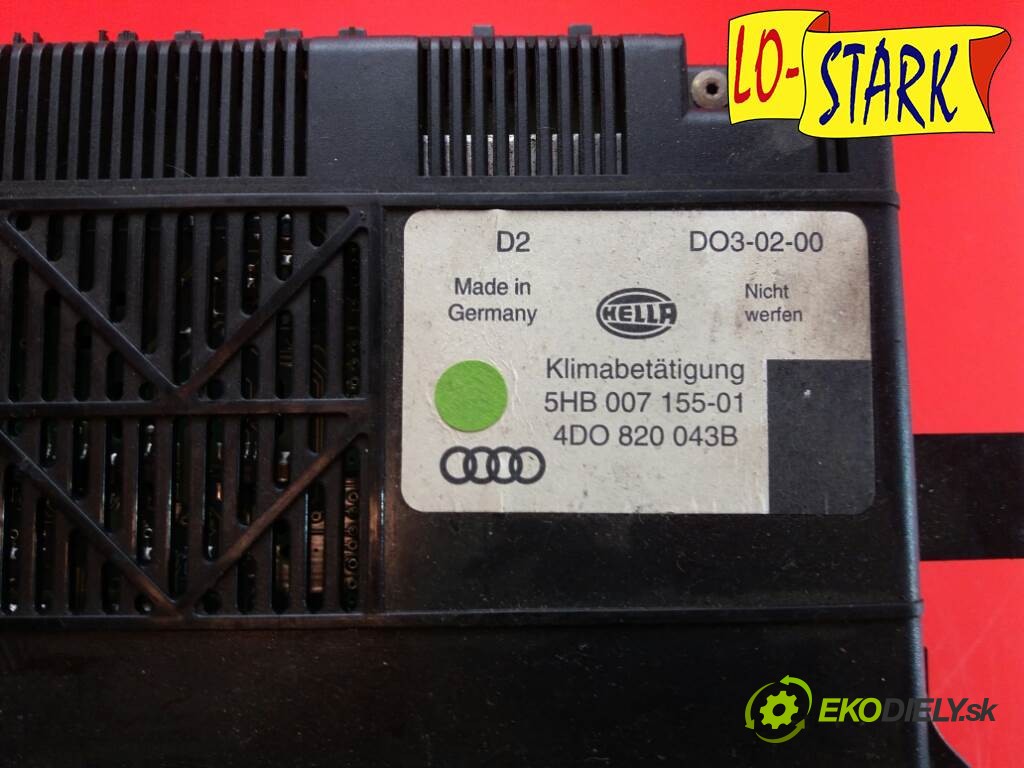 LO-
STARK
D2
DO3-02-00
Made in
Germany
HELLA
Nicht
werfen
Klimabetätigung
5HB 007 155-01
4DO 820 043B
EKODIELY.sk